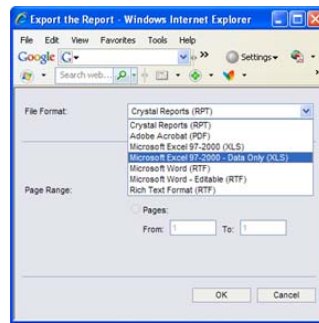 Export the Report - Windows Internet Explorer
File Edit View Favorites Tools Help
Google G Settings
Search web...
File Format: Crystal Reports (RPT)
Crystal Reports (RPT)
Adobe Acrobat (PDF)
Microsoft Excel 97-2000 (XLS)
Microsoft Excel 97-2000 - Data Only (XLS)
Microsoft Word (RTF)
Microsoft Word - Editable (RTF)
Rich Text Format (RTF)
Page Range:
Pages:
From: 1 To: 1
OK Cancel